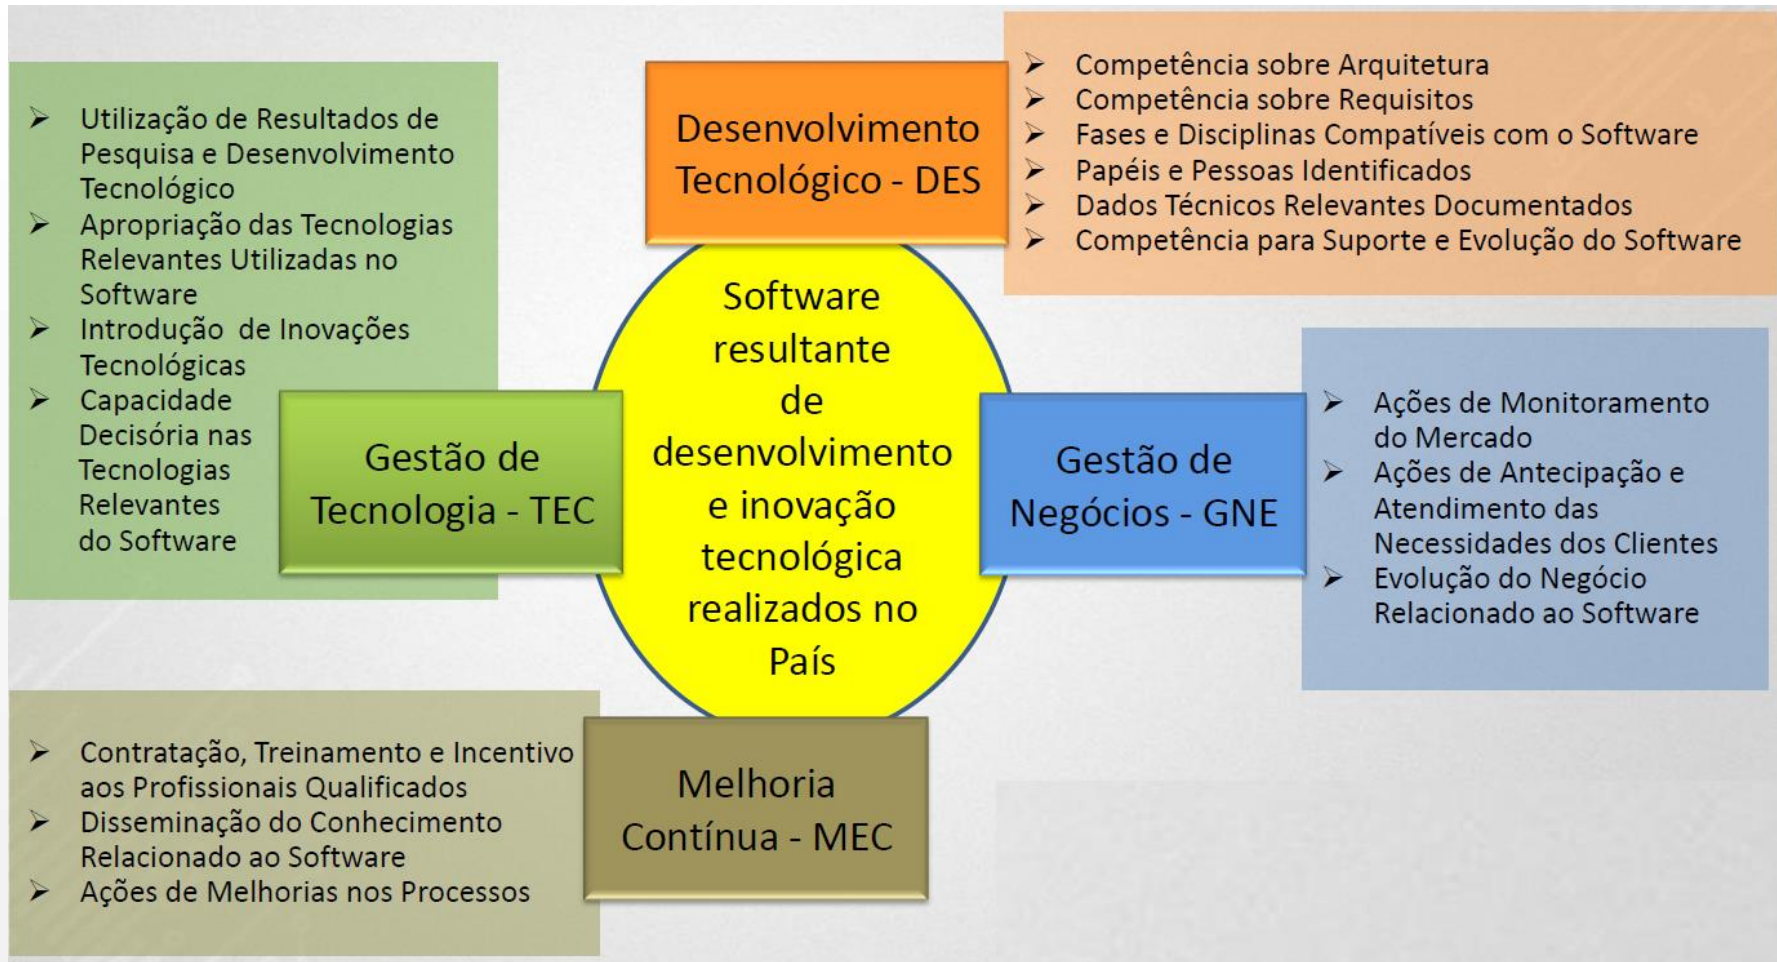 Desenvolvimento
Tecnológico - DES
➢ Competência sobre Arquitetura
➢ Competência sobre Requisitos
➢ Fases e Disciplinas Compatíveis com o Software
➢ Papéis e Pessoas Identificados
➢ Dados Técnicos Relevantes Documentados
➢ Competência para Suporte e Evolução do Software
➢ Utilização de Resultados de
Pesquisa e Desenvolvimento
Tecnológico
➢ Apropriação das Tecnologias
Relevantes Utilizadas no
Software
➢ Introdução de Inovações
Tecnológicas
➢ Capacidade
Decisória nas
Tecnologias
Relevantes
do Software
Gestão de
Tecnologia - TEC
Software
resultante
de
desenvolvimento
e inovação
tecnológica
realizados no
País
Gestão de
Negócios - GNE
➢ Ações de Monitoramento
do Mercado
➢ Ações de Antecipação e
Atendimento das
Necessidades dos Clientes
➢ Evolução do Negócio
Relacionado ao Software
➢ Contratação, Treinamento e Incentivo
aos Profissionais Qualificados
➢ Disseminação do Conhecimento
Relacionado ao Software
➢ Ações de Melhorias nos Processos
Melhoria
Contínua - MEC